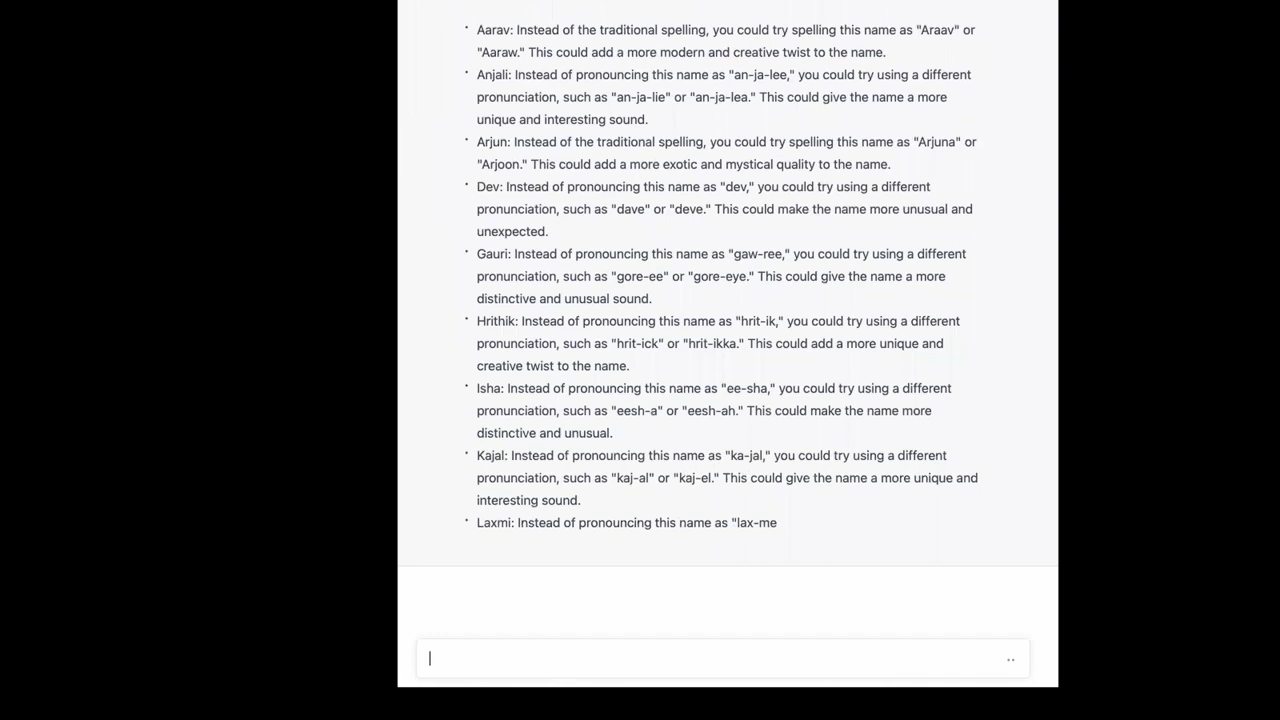 • Aarav: Instead of the traditional spelling, you could try spelling this name as "Araav" or
"Aaraw." This could add a more modern and creative twist to the name.
• Anjali: Instead of pronouncing this name as "an-ja-lee," you could try using a different
pronunciation, such as "an-ja-lie" or "an-ja-lea." This could give the name a more
unique and interesting sound.
• Arjun: Instead of the traditional spelling, you could try spelling this name as "Arjuna" or
"Arjoon." This could add a more exotic and mystical quality to the name.
• Dev: Instead of pronouncing this name as "dev," you could try using a different
pronunciation, such as "dave" or "deve." This could make the name more unusual and
unexpected.
• Gauri: Instead of pronouncing this name as "gaw-ree," you could try using a different
pronunciation, such as "gore-ee" or "gore-eye." This could give the name a more
distinctive and unusual sound.
• Hrithik: Instead of pronouncing this name as "hrit-ik," you could try using a different
pronunciation, such as "hrit-ick" or "hrit-ikka." This could add a more unique and
creative twist to the name.
• Isha: Instead of pronouncing this name as "ee-sha," you could try using a different
pronunciation, such as "eesh-a" or "eesh-ah." This could make the name more
distinctive and unusual.
• Kajal: Instead of pronouncing this name as "ka-jal," you could try using a different
pronunciation, such as "kaj-al" or "kaj-el." This could give the name a more unique and
interesting sound.
• Laxmi: Instead of pronouncing this name as "lax-me